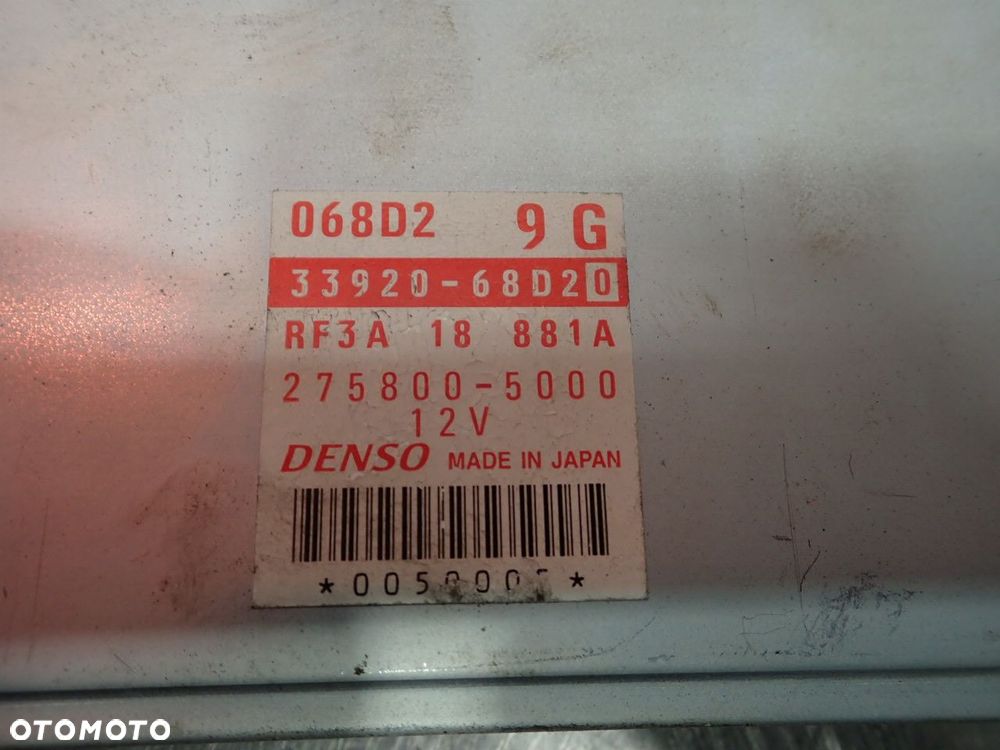 068D2 9G
33920-68D20
RF3A 18 881A
275800-5000
12V
DENSO MADE IN JAPAN
OTOMOTO